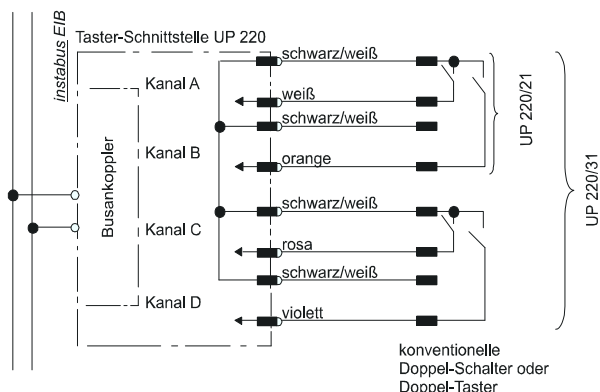 instabus EIB
Taster-Schnittstelle UP 220
Busankoppler
Kanal A
Kanal B
Kanal C
Kanal D
schwarz/weiß
weiß
schwarz/weiß
orange
schwarz/weiß
rosa
schwarz/weiß
violett
UP 220/21
UP 220/31
konventionelle
Doppel-Schalter oder
Doppel-Taster